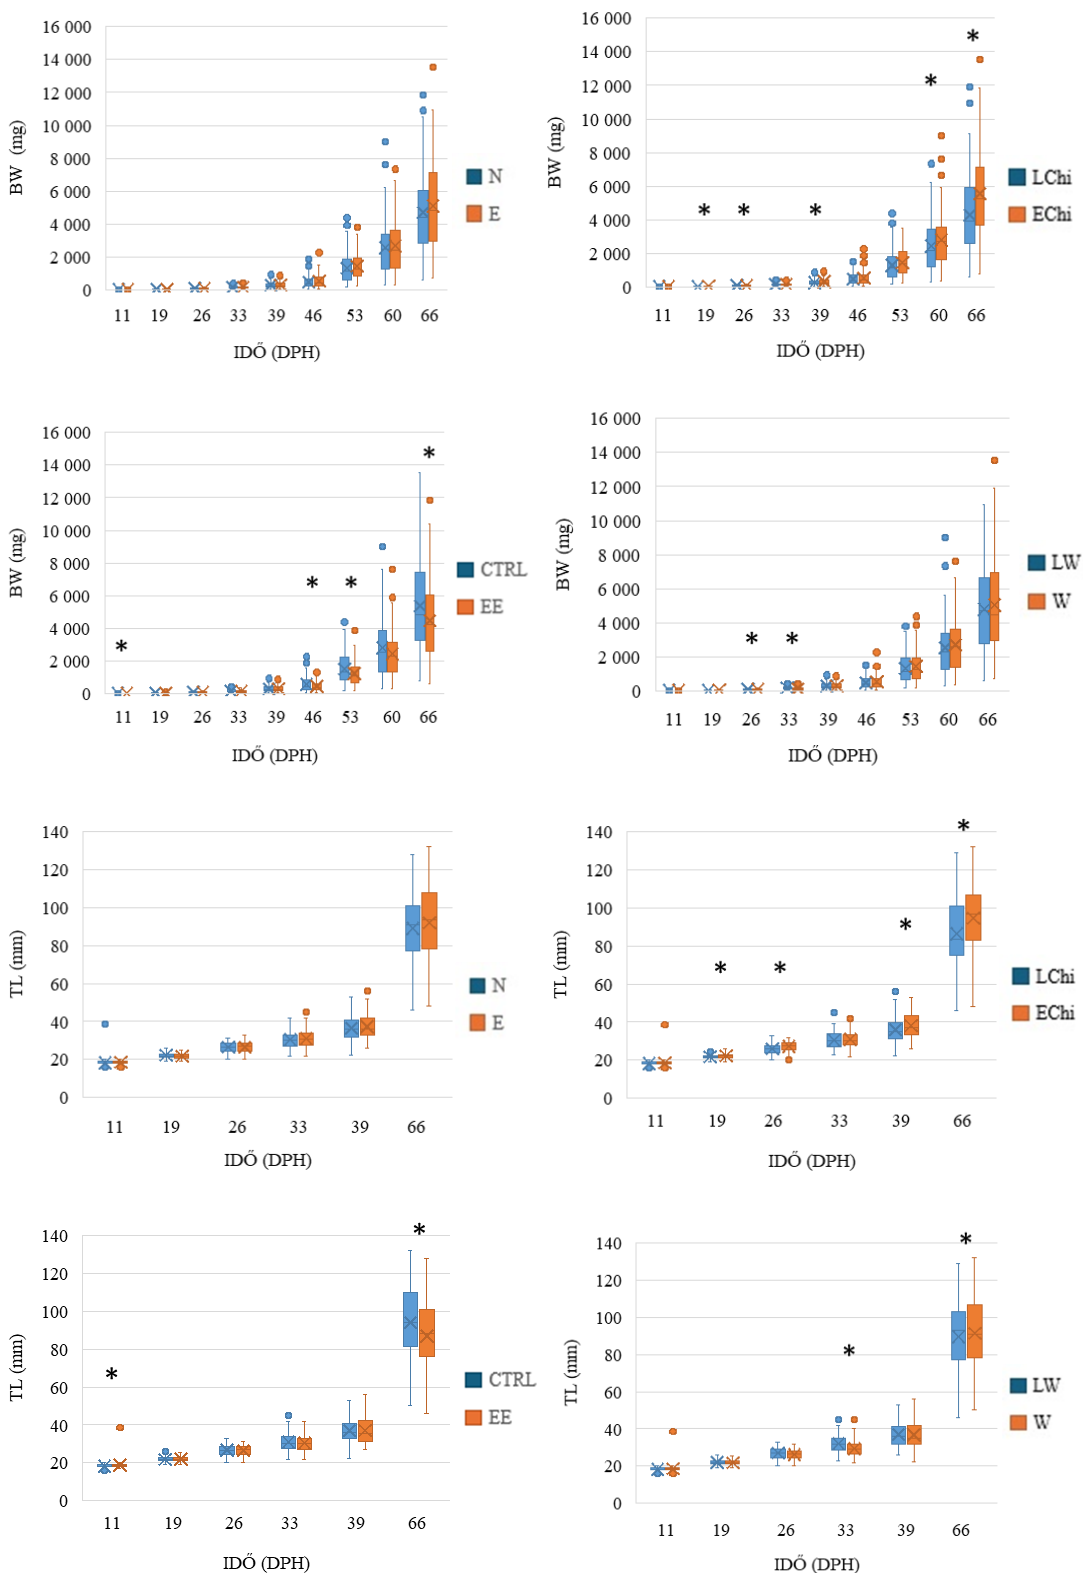 16 000
14 000
12 000
10 000
8 000
6 000
4 000
2 000
0
BW (mg)
11 19 26 33 39 46 53 60 66
IDŐ (DPH)
N
E
16 000
14 000
12 000
10 000
8 000
6 000
4 000
2 000
0
BW (mg)
* * * * *
11 19 26 33 39 46 53 60 66
IDŐ (DPH)
LChi
EChi
16 000
14 000
12 000
10 000
8 000
6 000
4 000
2 000
0
BW (mg)
* * * *
11 19 26 33 39 46 53 60 66
IDŐ (DPH)
CTRL
EE
16 000
14 000
12 000
10 000
8 000
6 000
4 000
2 000
0
BW (mg)
* *
11 19 26 33 39 46 53 60 66
IDŐ (DPH)
LW
W
140
120
100
80
60
40
20
0
TL (mm)
11 19 26 33 39 66
IDŐ (DPH)
N
E
140
120
100
80
60
40
20
0
TL (mm)
* * * *
11 19 26 33 39 66
IDŐ (DPH)
LChi
EChi
140
120
100
80
60
40
20
0
TL (mm)
* *
11 19 26 33 39 66
IDŐ (DPH)
CTRL
EE
140
120
100
80
60
40
20
0
TL (mm)
* *
11 19 26 33 39 66
IDŐ (DPH)
LW
W